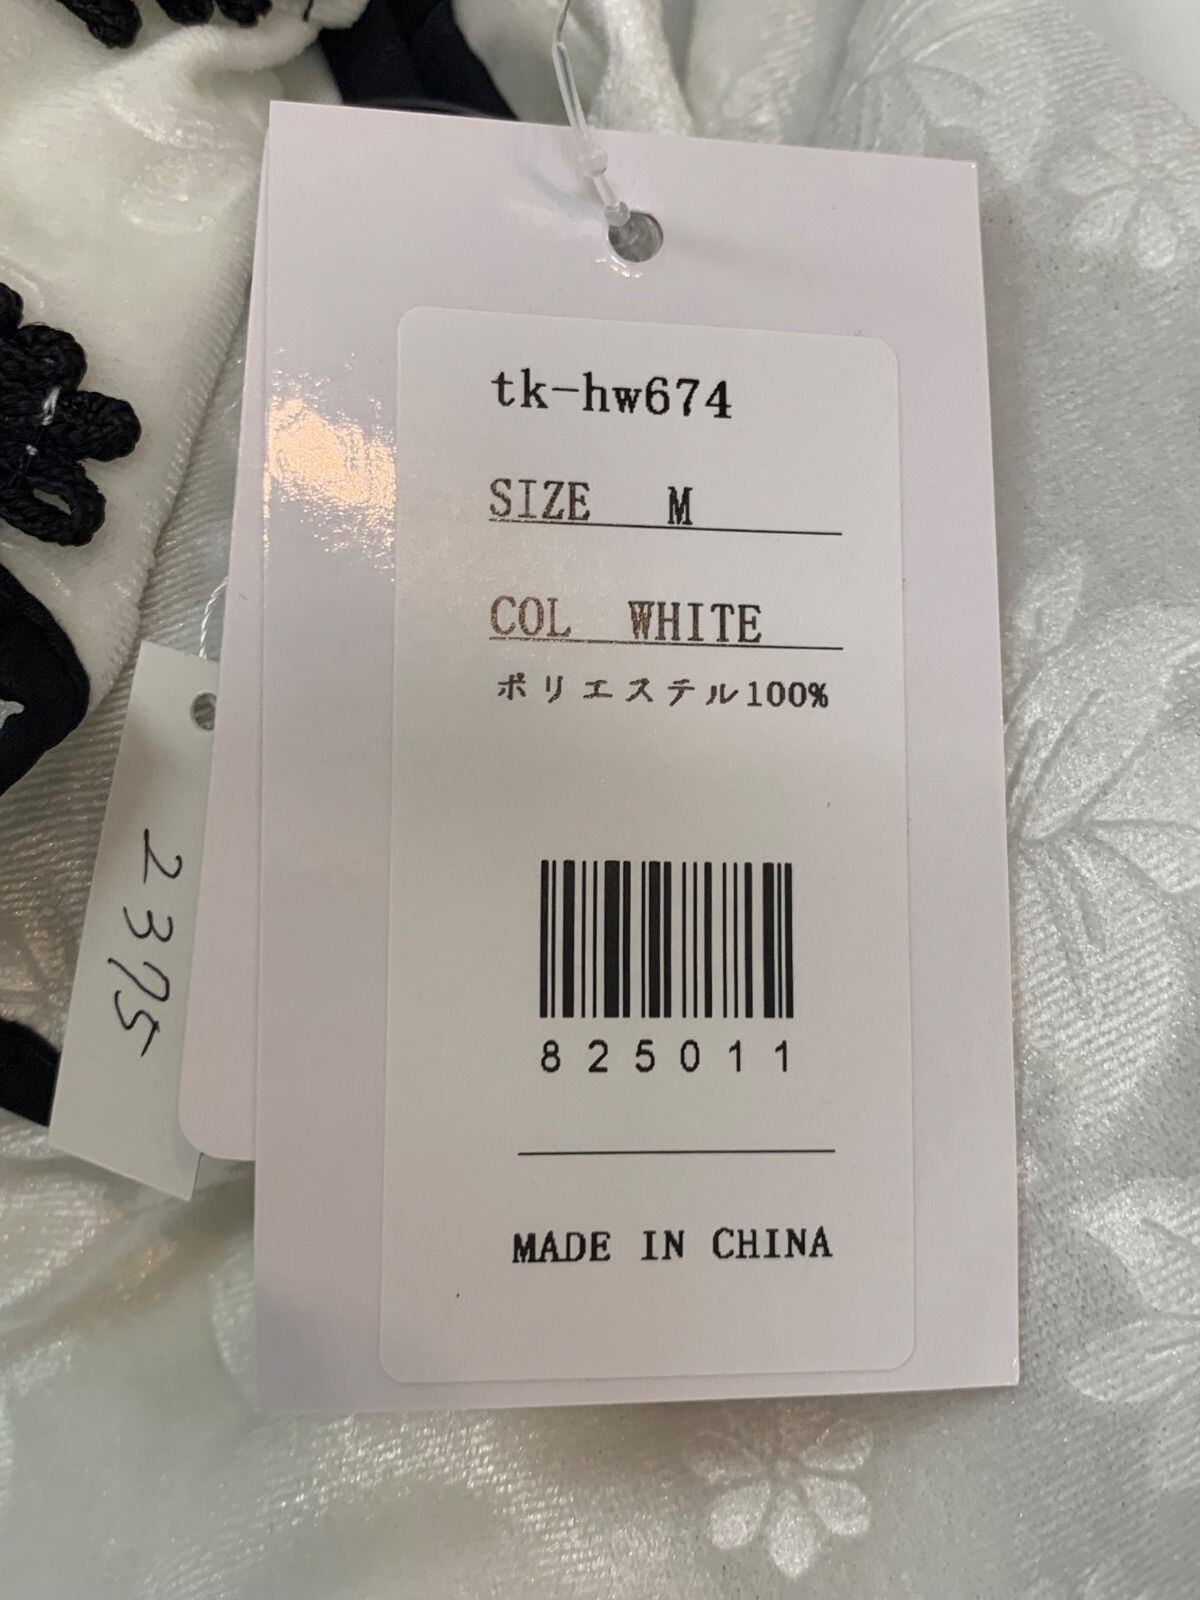 tk-hw674
SIZE M
COL WHITE
ポリエステル100%
825011
MADE IN CHINA
2375